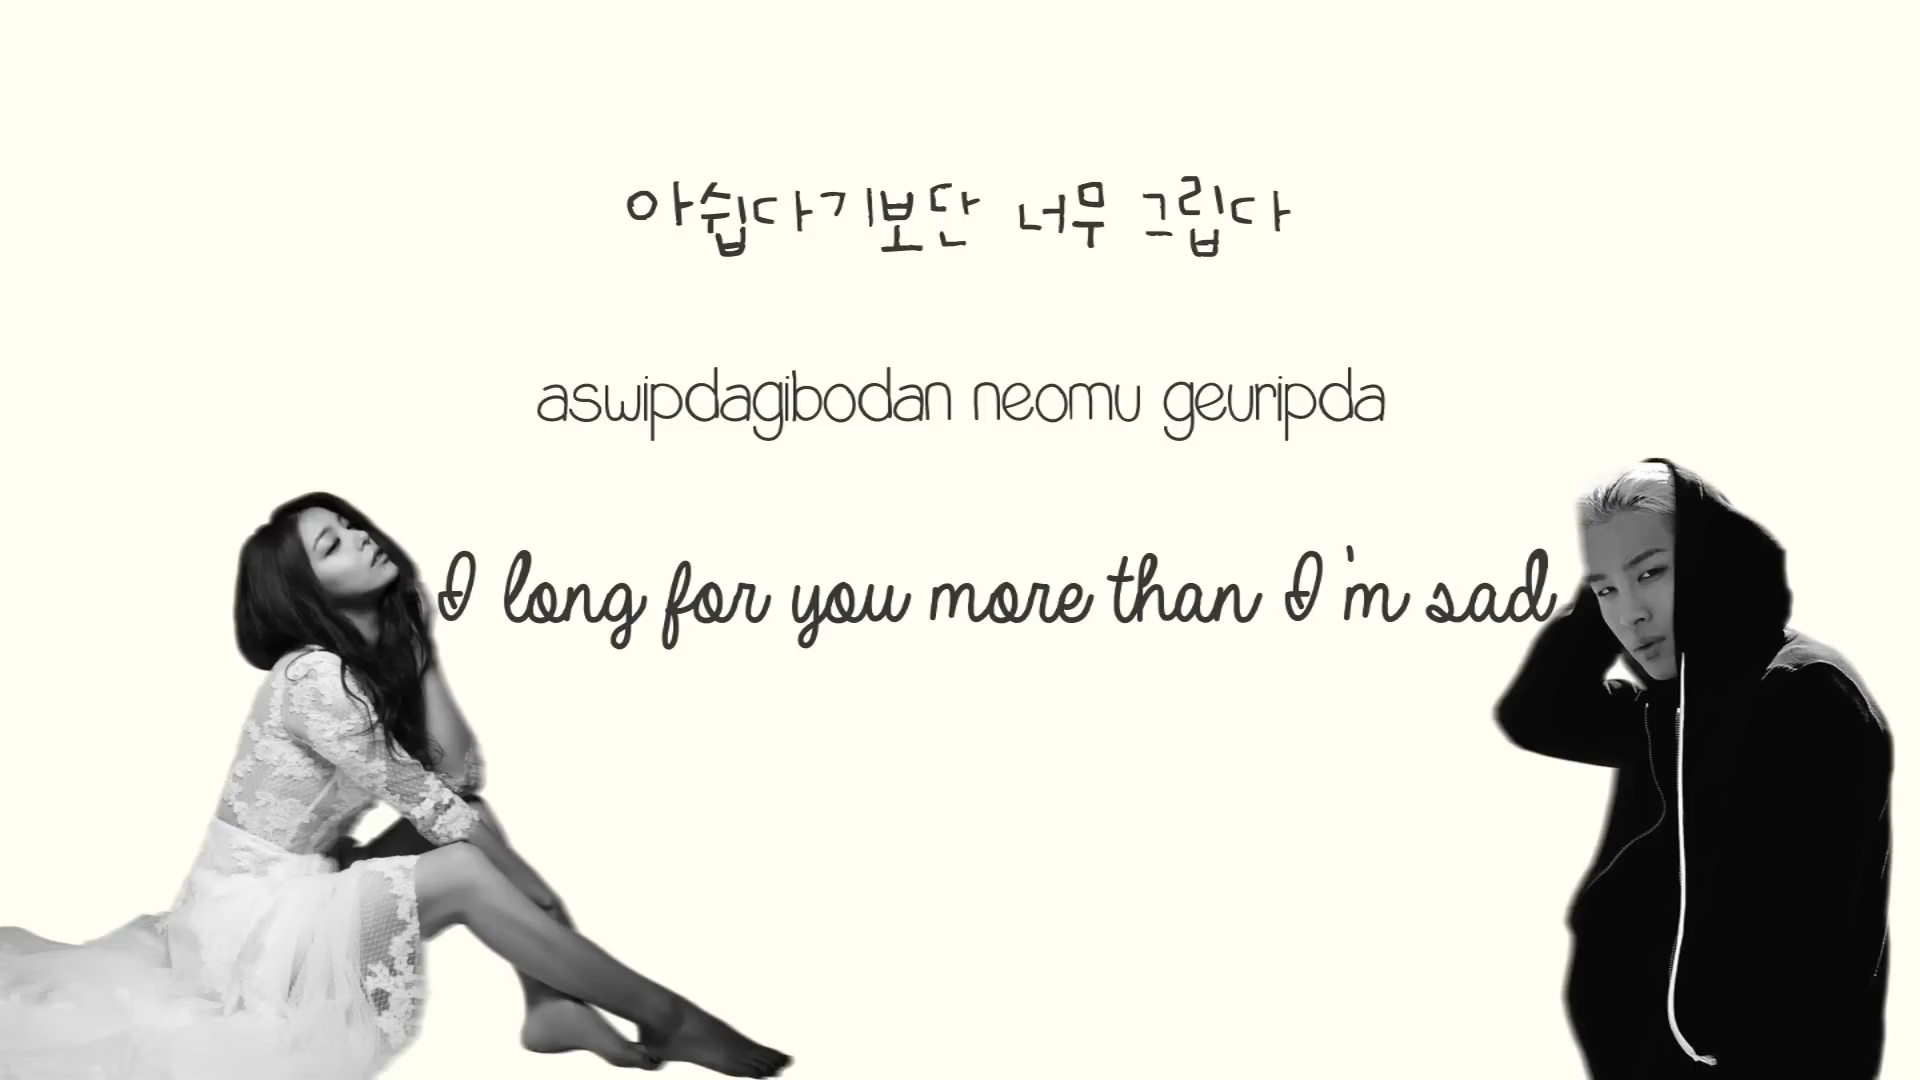 아쉽다기보단 너무 그립다
aswipdagibodan neomu geuripda
I long for you more than I'm sad